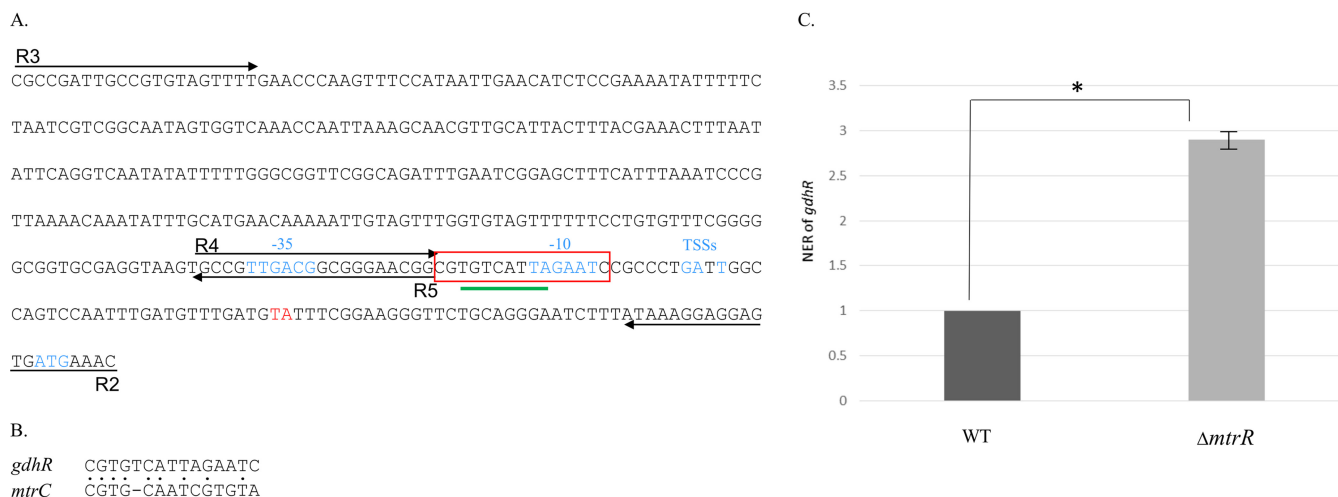 A.
R3
CGCCGATTGCCGTGTAGTTTTGAACCCAAGTTTCCATAATTGAACATCTCCGAAAATATTTTTC
TAATCGTCGGCAATAGTGGTCAAACCAATTAAAGCAACGTTGCATTACTTTACGAAACTTTAAT
ATTCAGGTCAATATATTTTTGGGCGGTTCGGCAGATTTGAATCGGAGCTTTCATTTAAATCCCG
TTAAAACAAATATTTGCATGAACAAAAATTGTAGTTTGGTGTAGTTTTTTCCTGTGTTTCGGGG
R4 -35 -10 TSSs
GCGGTGCGAGGTAAGTGCCGTTGACGGCGGGAACGGCGTGTCATTAGAATCCGCCCTGATTGGC
R5
CAGTCCAATTTGATGTTTGATGTATTTCGGAAGGGTTCTGCAGGGAATCTTTATAAAGGAGGAG
TGATGAAAC
R2
B.
gdhR CGTGTCATTAGAATC
mtrC CGTG-CAATCGTGTA
C.
NER of gdhR
3.5
3
2.5
2
1.5
1
0.5
0
*
WT
ΔmtrR